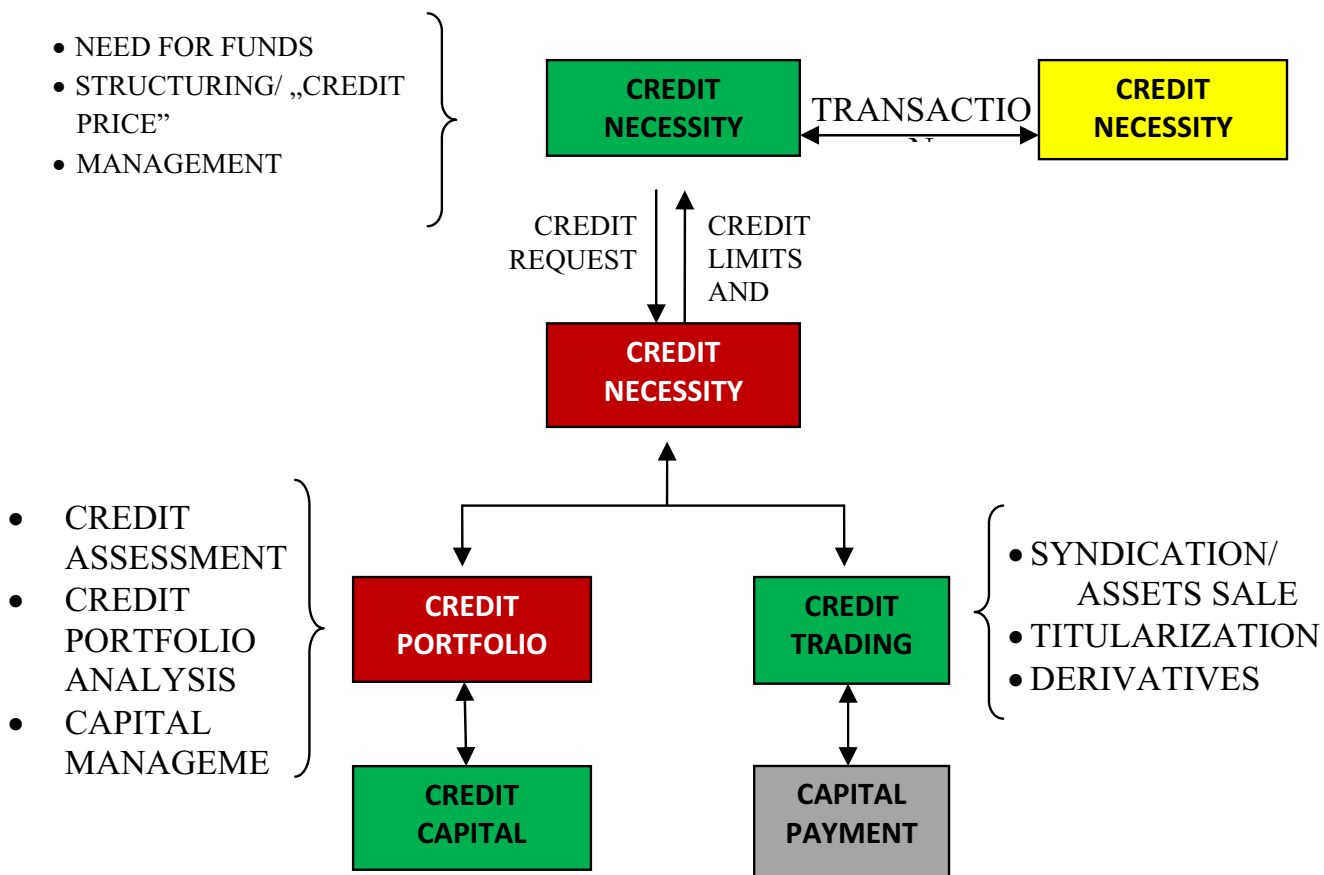 • NEED FOR FUNDS
• STRUCTURING/ „CREDIT
PRICE”
• MANAGEMENT
CREDIT
NECESSITY
TRANSACTIO
CREDIT
NECESSITY
CREDIT
REQUEST
CREDIT
LIMITS
AND
CREDIT
NECESSITY
• CREDIT
ASSESSMENT
• CREDIT
PORTFOLIO
ANALYSIS
• CAPITAL
MANAGEME
CREDIT
PORTFOLIO
CREDIT
TRADING
• SYNDICATION/
ASSETS SALE
• TITULARIZATION
• DERIVATIVES
CREDIT
CAPITAL
CAPITAL
PAYMENT